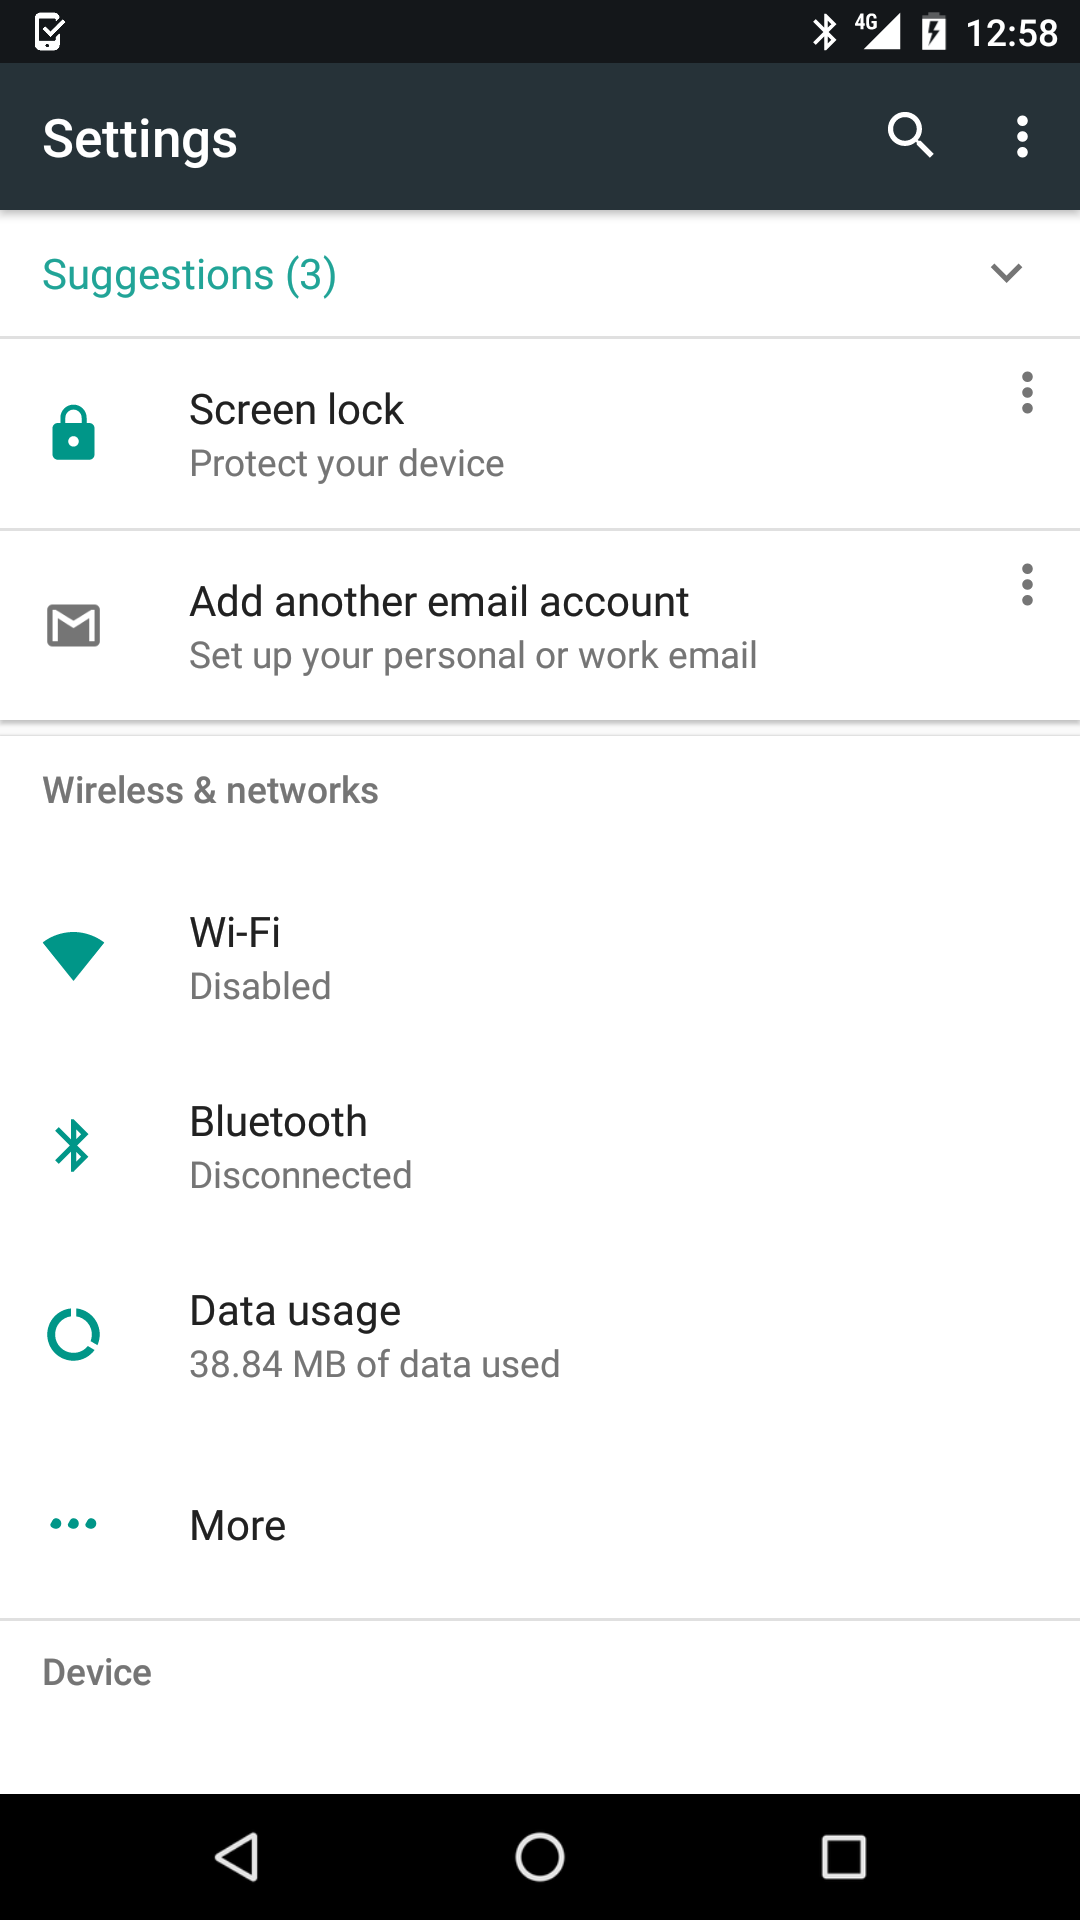 4G 12:58
Settings
Suggestions (3)
Screen lock
Protect your device
Add another email account
Set up your personal or work email
Wireless & networks
Wi-Fi
Disabled
Bluetooth
Disconnected
Data usage
38.84 MB of data used
More
Device